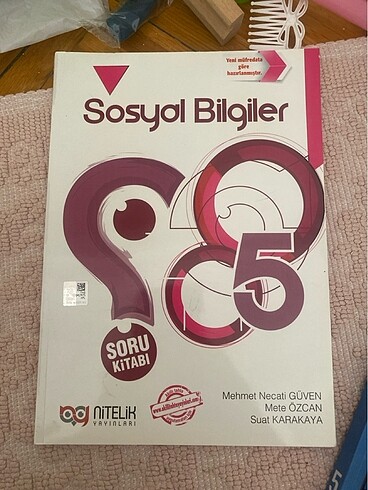 Yeni müfredata
göre
hazırlanmıştır.
Sosyal Bilgiler
5
SORU
KİTABI
Mehmet Necati GÜVEN
Mete ÖZCAN
Suat KARAKAYA
NİTELİK
YAYINLARI